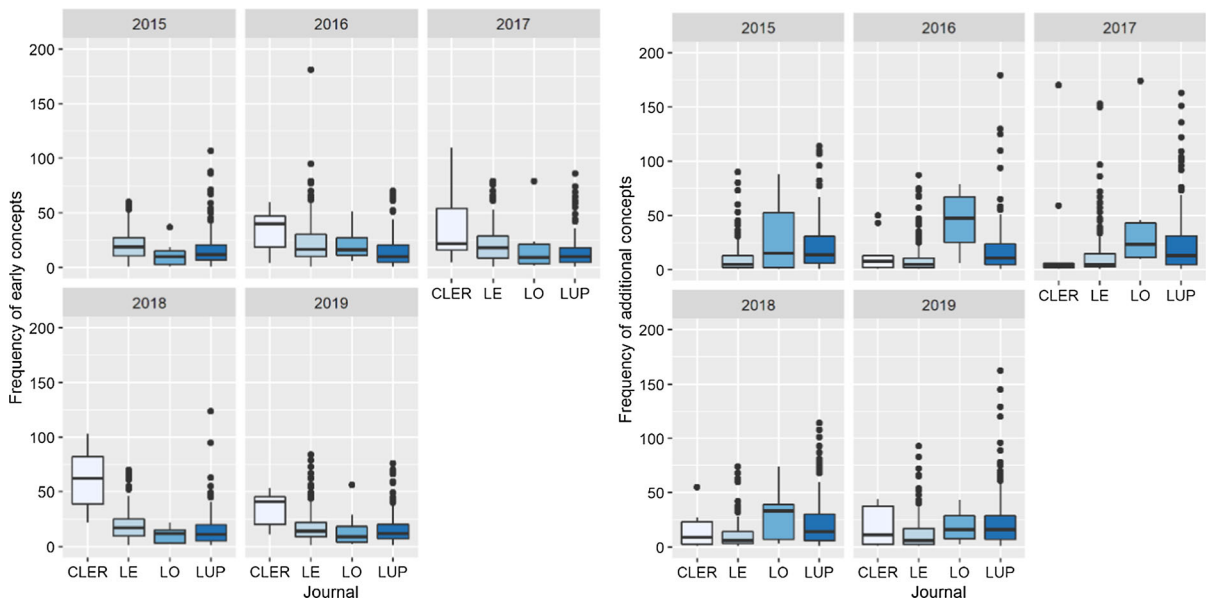 2015 2016 2017
200
150
100
50
0
CLER LE LO LUP
2018 2019
200
150
100
50
0
CLER LE LO LUP CLER LE LO LUP
Journal
Frequency of early concepts
2015 2016 2017
200
150
100
50
0
CLER LE LO LUP
2018 2019
200
150
100
50
0
CLER LE LO LUP CLER LE LO LUP
Journal
Frequency of additional concepts